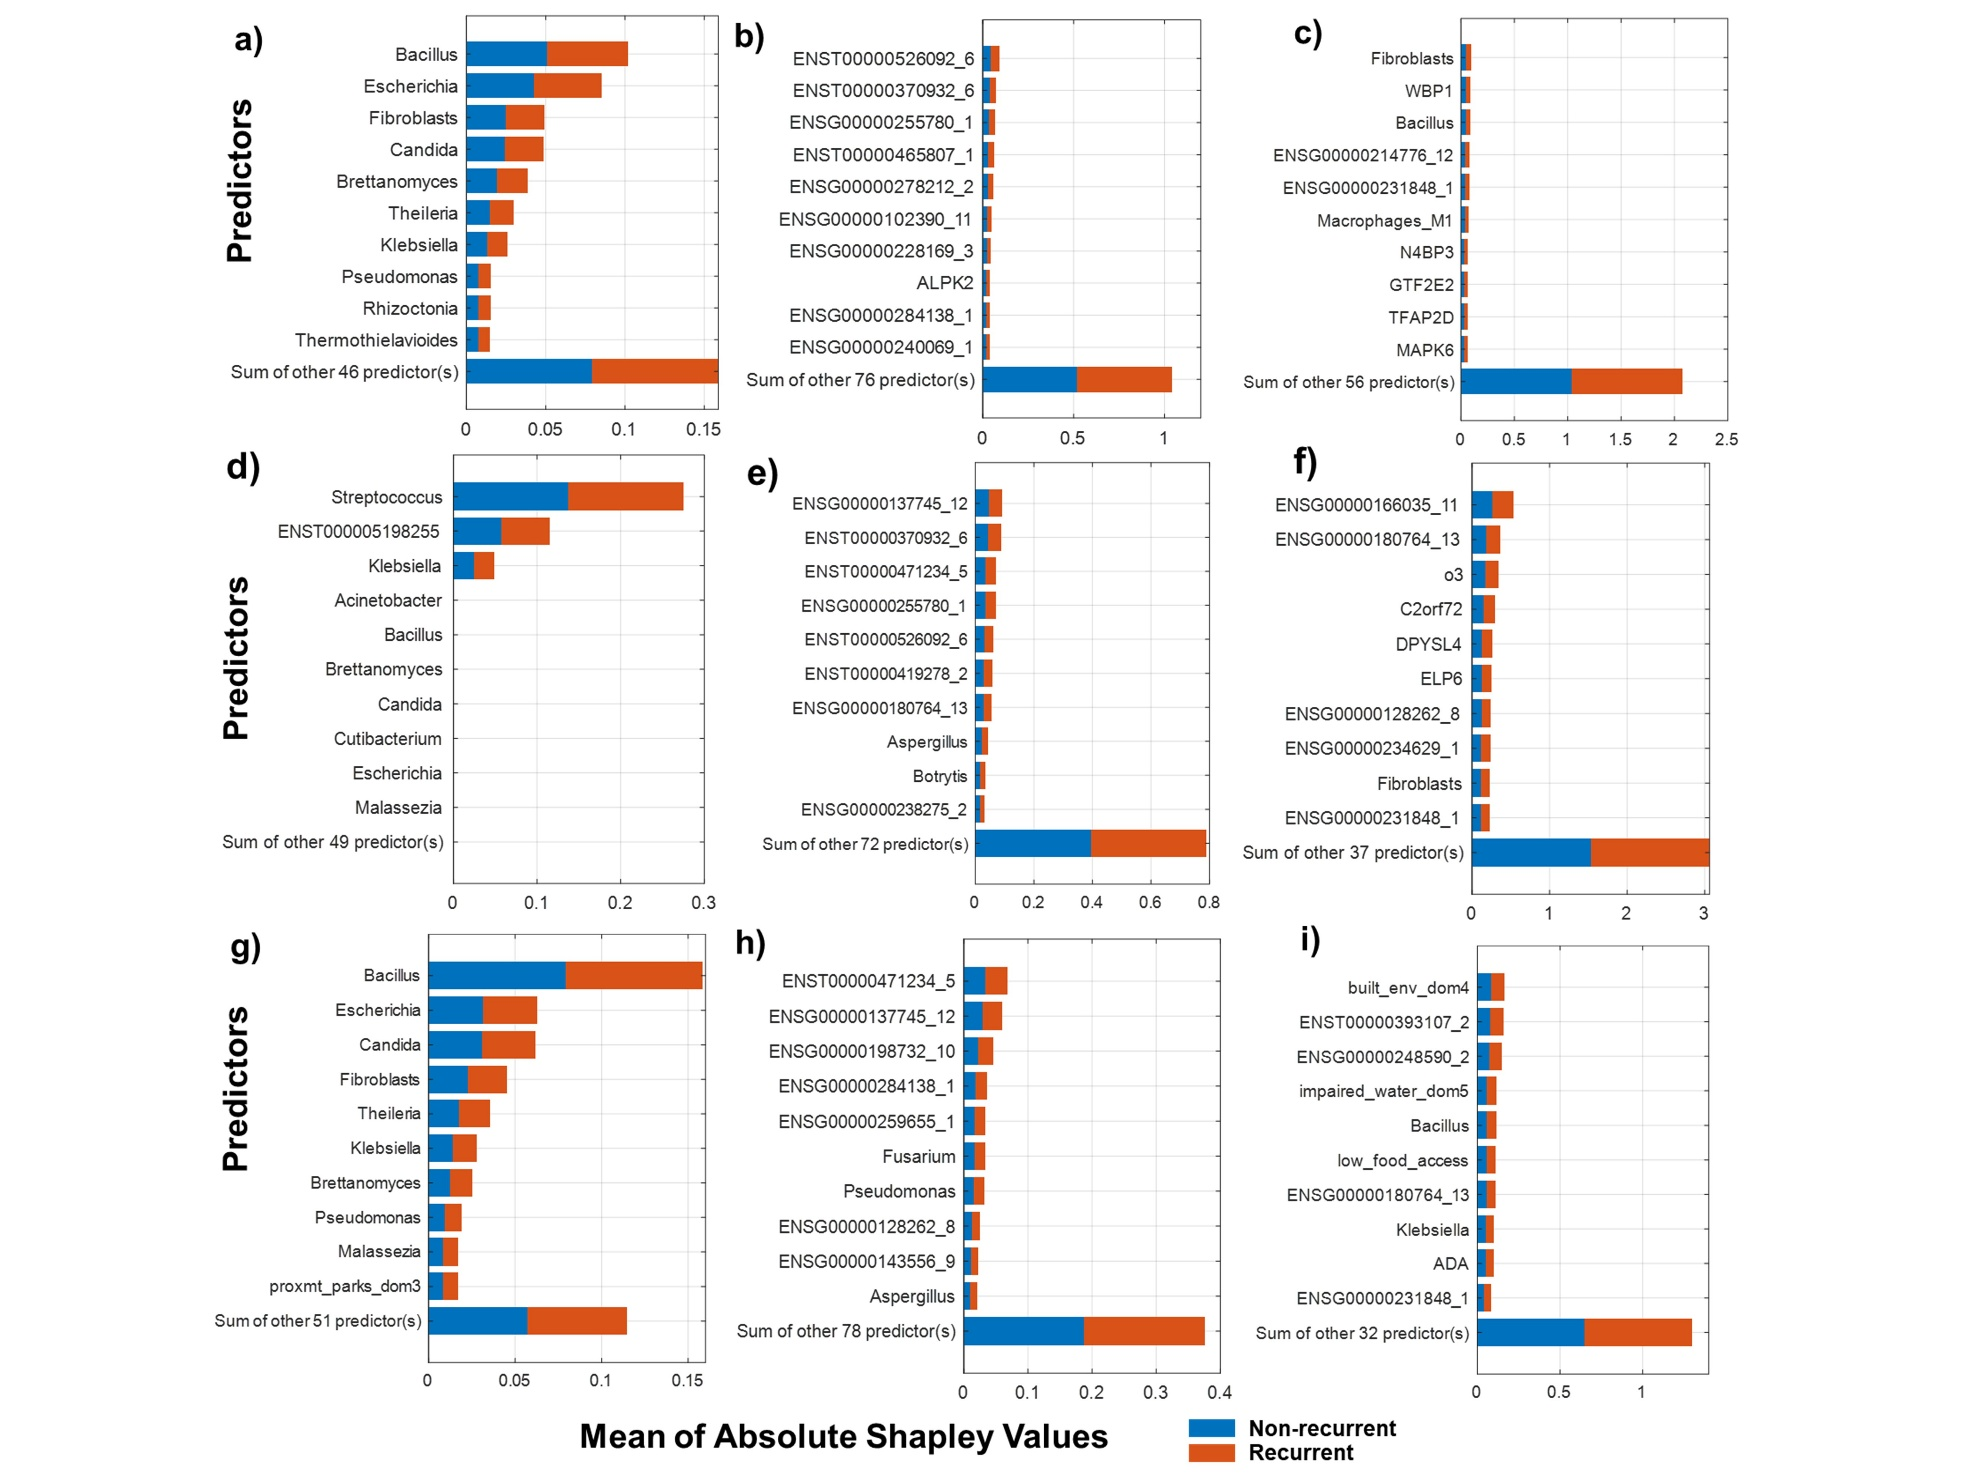 a)
Predictors
Bacillus
Escherichia
Fibroblasts
Candida
Brettanomyces
Theileria
Klebsiella
Pseudomonas
Rhizoctonia
Thermothielavioides
Sum of other 46 predictor(s)
0 0.05 0.1 0.15
b)
ENST00000526092_6
ENST00000370932_6
ENSG00000255780_1
ENST00000465807_1
ENSG00000278212_2
ENSG00000102390_11
ENSG00000228169_3
ALPK2
ENSG00000284138_1
ENSG00000240069_1
Sum of other 76 predictor(s)
0 0.5 1
c)
Fibroblasts
WBP1
Bacillus
ENSG00000214776_12
ENSG00000231848_1
Macrophages_M1
N4BP3
GTF2E2
TFAP2D
MAPK6
Sum of other 56 predictor(s)
0 0.5 1 1.5 2 2.5
d)
Predictors
Streptococcus
ENST000005198255
Klebsiella
Acinetobacter
Bacillus
Brettanomyces
Candida
Cutibacterium
Escherichia
Malassezia
Sum of other 49 predictor(s)
0 0.1 0.2 0.3
e)
ENSG00000137745_12
ENST00000370932_6
ENST00000471234_5
ENSG00000255780_1
ENST00000526092_6
ENST00000419278_2
ENSG00000180764_13
Aspergillus
Botrytis
ENSG00000238275_2
Sum of other 72 predictor(s)
0 0.2 0.4 0.6 0.8
f)
ENSG00000166035_11
ENSG00000180764_13
o3
C2orf72
DPYSL4
ELP6
ENSG00000128262_8
ENSG00000234629_1
Fibroblasts
ENSG00000231848_1
Sum of other 37 predictor(s)
0 1 2 3
g)
Predictors
Bacillus
Escherichia
Candida
Fibroblasts
Theileria
Klebsiella
Brettanomyces
Pseudomonas
Malassezia
proxmt_parks_dom3
Sum of other 51 predictor(s)
0 0.05 0.1 0.15
h)
ENST00000471234_5
ENSG00000137745_12
ENSG00000198732_10
ENSG00000284138_1
ENSG00000259655_1
Fusarium
Pseudomonas
ENSG00000128262_8
ENSG00000143556_9
Aspergillus
Sum of other 78 predictor(s)
0 0.1 0.2 0.3 0.4
i)
built_env_dom4
ENST00000393107_2
ENSG00000248590_2
impaired_water_dom5
Bacillus
low_food_access
ENSG00000180764_13
Klebsiella
ADA
ENSG00000231848_1
Sum of other 32 predictor(s)
0 0.5 1
Mean of Absolute Shapley Values
Non-recurrent
Recurrent